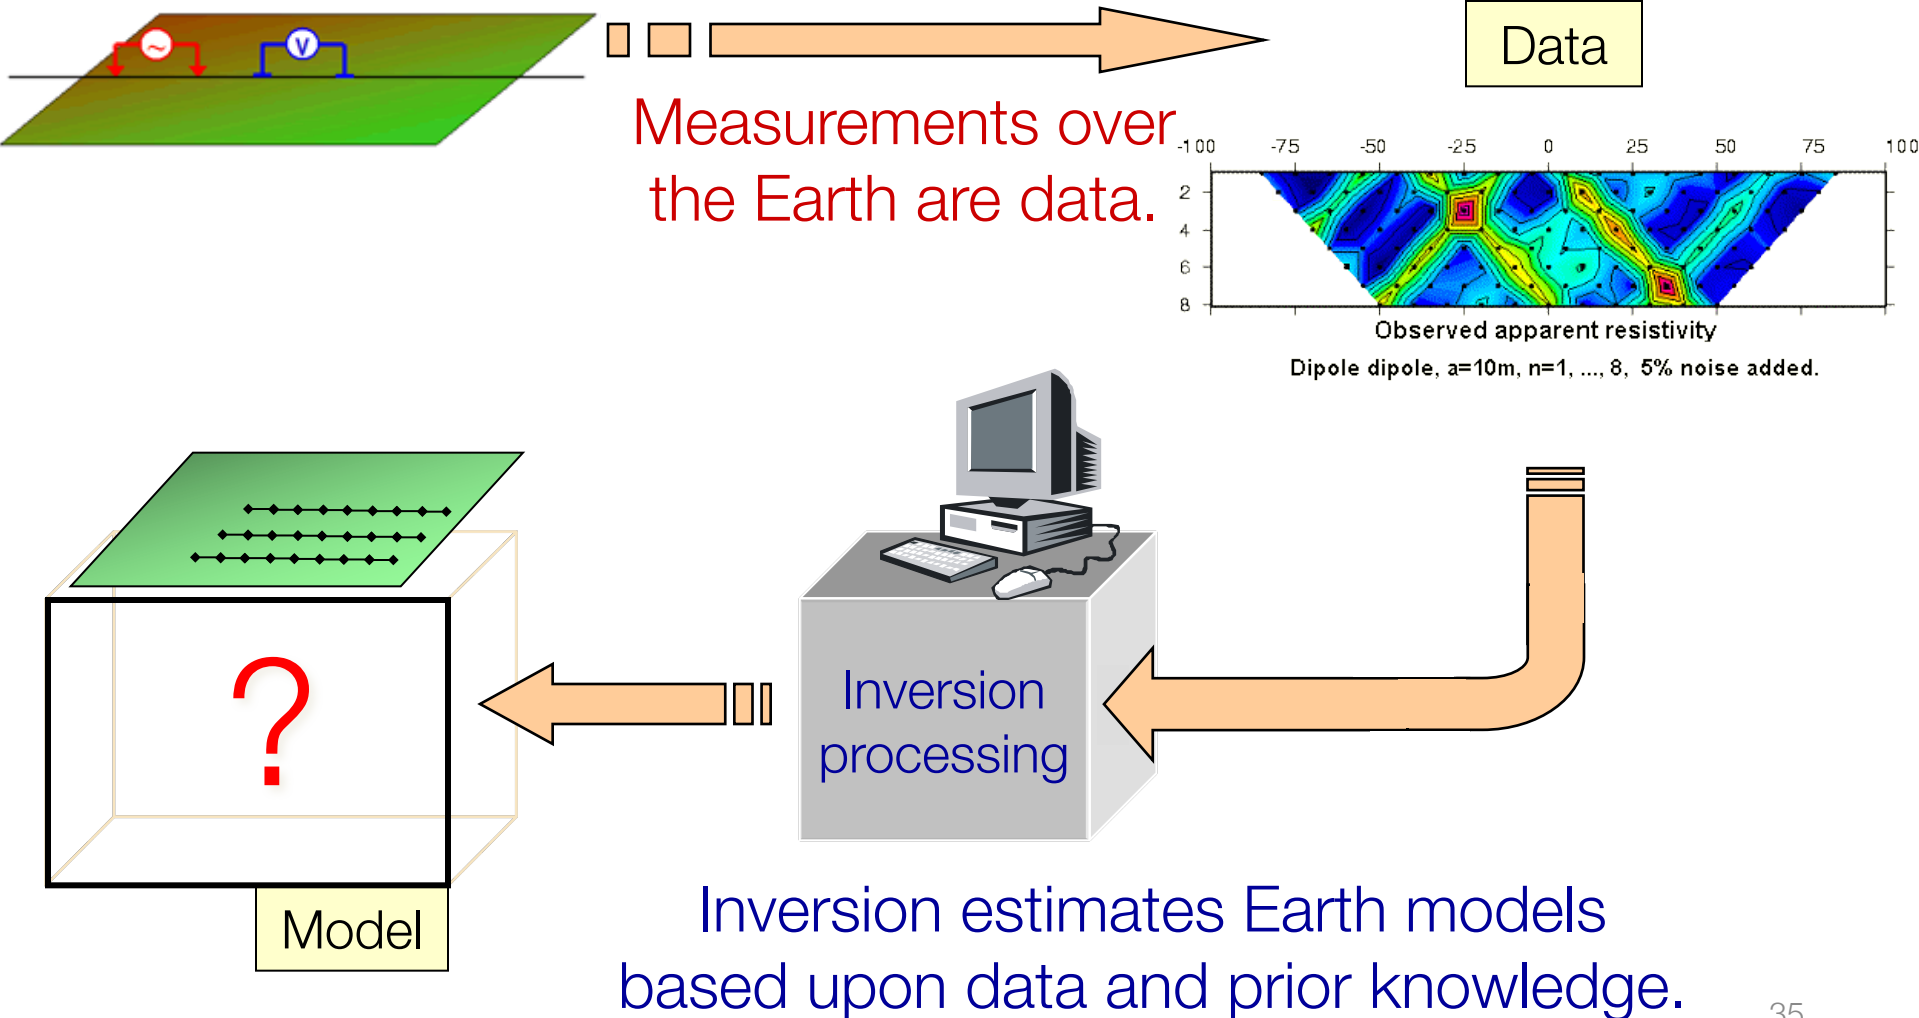 ~
V
Data
Measurements over
the Earth are data.
-100 -75 -50 -25 0 25 50 75 100
2
4
6
8
Observed apparent resistivity
Dipole dipole, a=10m, n=1, ..., 8, 5% noise added.
?
Inversion
processing
Model
Inversion estimates Earth models
based upon data and prior knowledge.
35